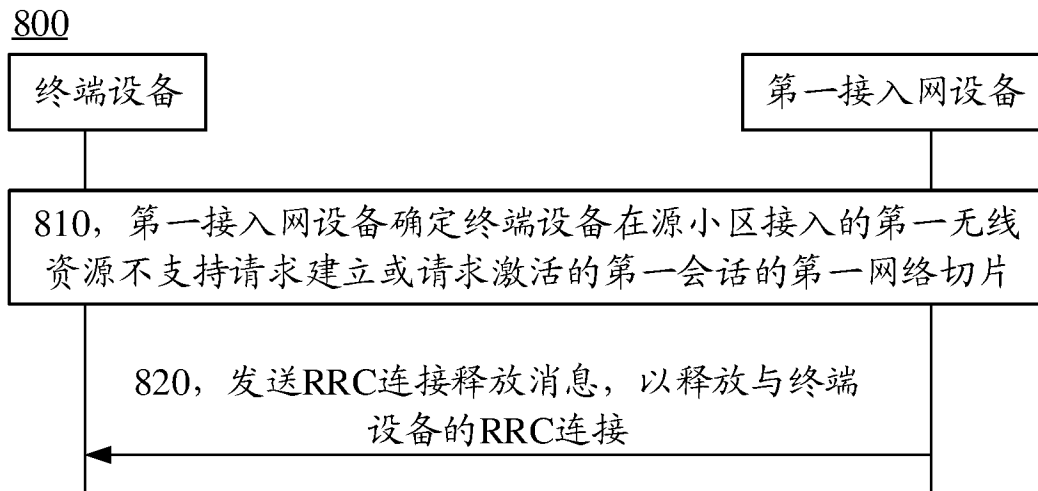 800
终端设备
第一接入网设备
810，第一接入网设备确定终端设备在源小区接入的第一无线
资源不支持请求建立或请求激活的第一会话的第一网络切片
820，发送RRC连接释放消息，以释放与终端
设备的RRC连接